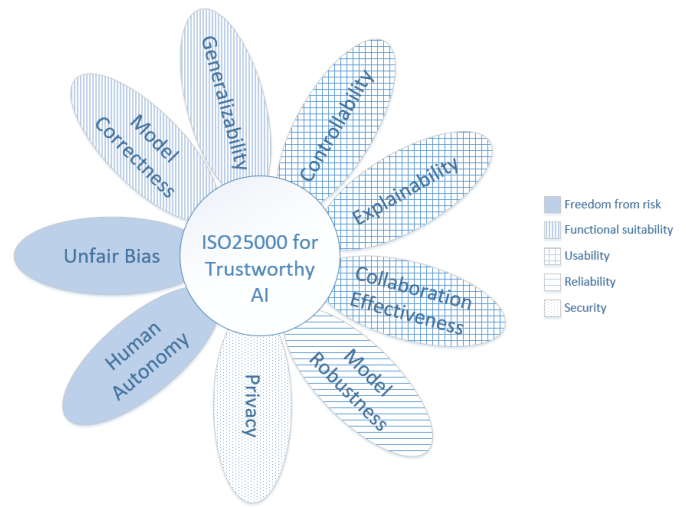 Generalizability
Controllability
Model
Correctness
Explainability
Unfair Bias
ISO25000 for
Trustworthy
AI
Collaboration
Effectiveness
Human
Autonomy
Privacy
Model
Robustness
Freedom from risk
Functional suitability
Usability
Reliability
Security